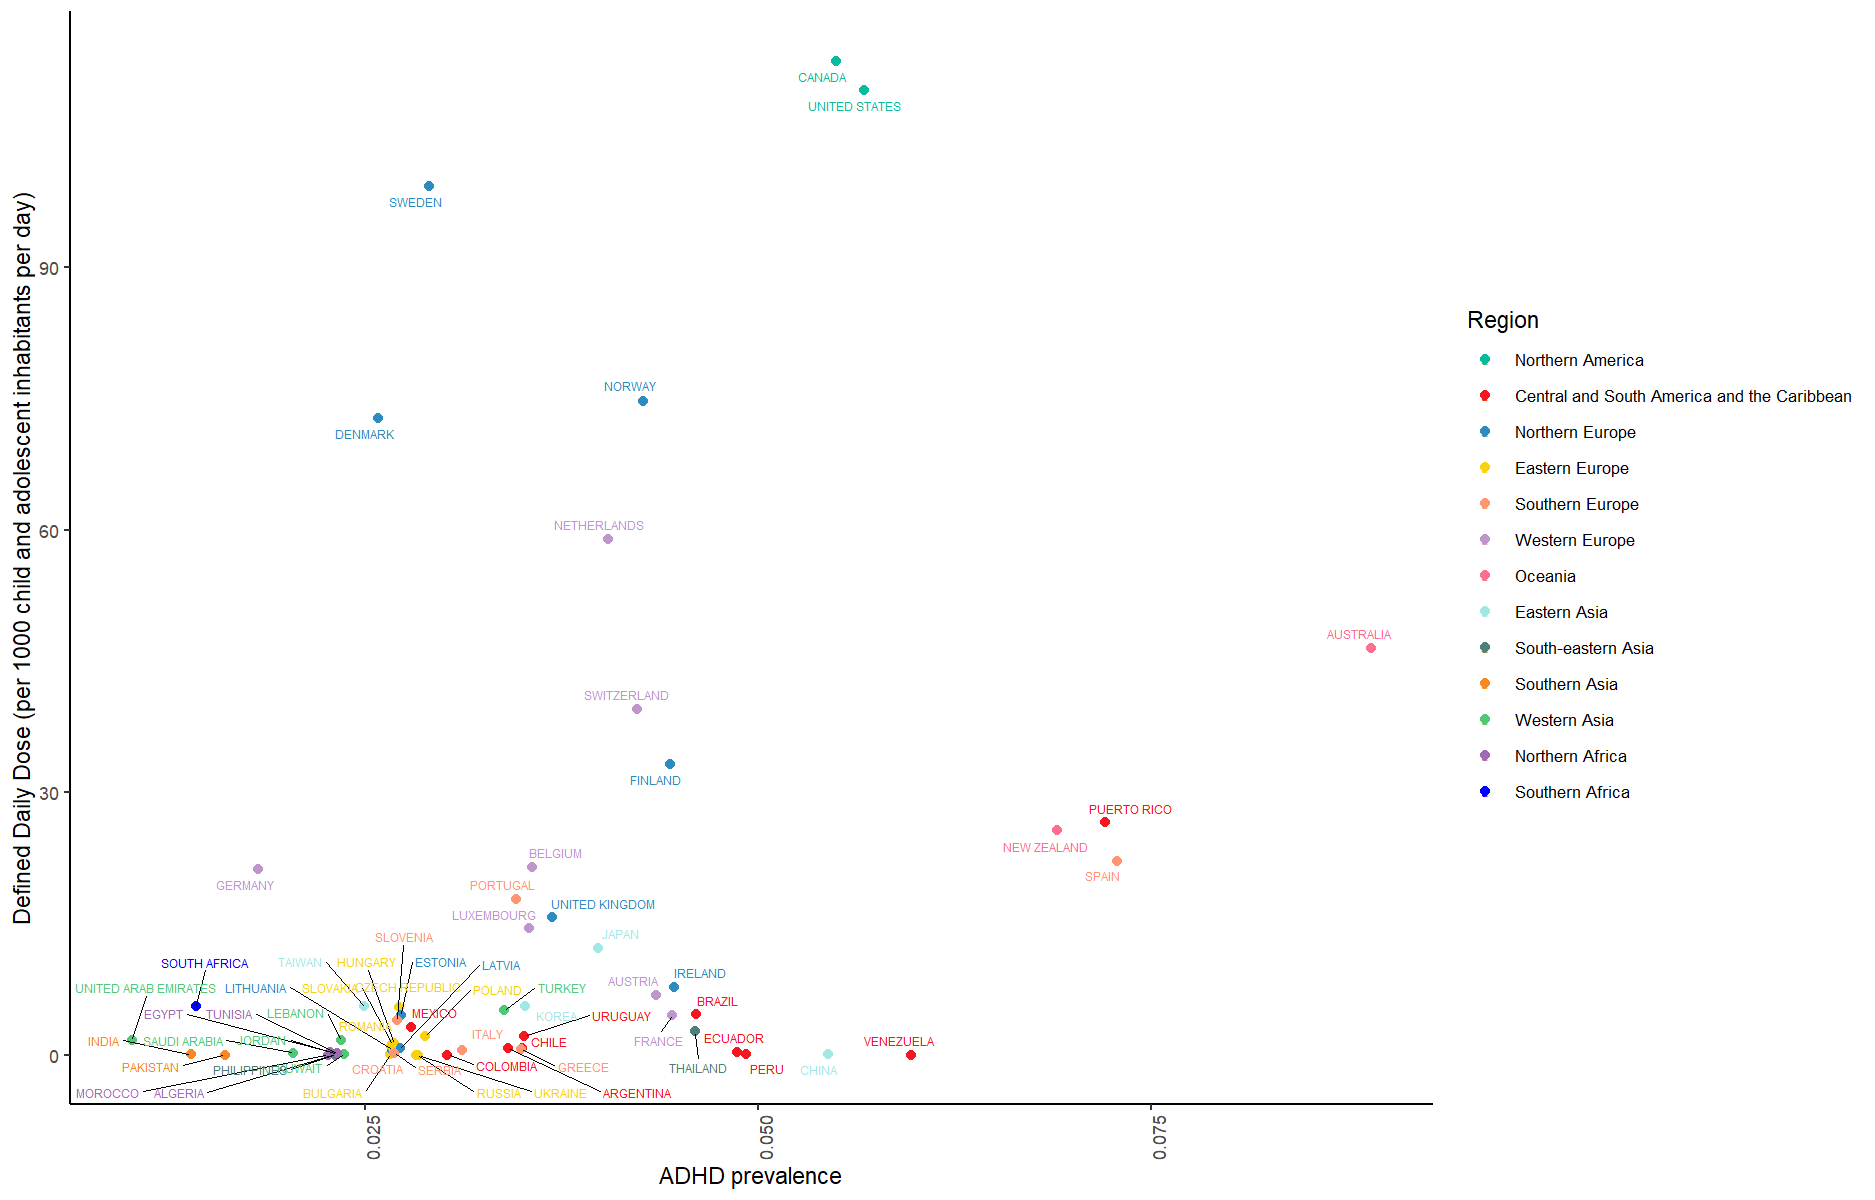 CANADA
UNITED STATES
SWEDEN
90
NORWAY
DENMARK
NETHERLANDS
60
AUSTRALIA
SWITZERLAND
FINLAND
30
PUERTO RICO
NEW ZEALAND
SPAIN
BELGIUM
GERMANY
PORTUGAL
UNITED KINGDOM
LUXEMBOURG
JAPAN
SLOVENIA
SOUTH AFRICA
TAIWAN
HUNGARY
ESTONIA
LATVIA
IRELAND
AUSTRIA
UNITED ARAB EMIRATES
LITHUANIA
SLOVAKIA
CZECH REPUBLIC
POLAND
TURKEY
BRAZIL
EGYPT
TUNISIA
LEBANON
MEXICO
KOREA
URUGUAY
ROMANIA
ITALY
INDIA
SAUDI ARABIA
JORDAN
CHILE
FRANCE
ECUADOR
VENEZUELA
0
PAKISTAN
PHILIPPINES
KUWAIT
CROATIA
SERBIA
COLOMBIA
GREECE
THAILAND
PERU
CHINA
MOROCCO
ALGERIA
BULGARIA
RUSSIA
UKRAINE
ARGENTINA
0.025
0.050
0.075
ADHD prevalence
Defined Daily Dose (per 1000 child and adolescent inhabitants per day)
Region
Northern America
Central and South America and the Caribbean
Northern Europe
Eastern Europe
Southern Europe
Western Europe
Oceania
Eastern Asia
South-eastern Asia
Southern Asia
Western Asia
Northern Africa
Southern Africa